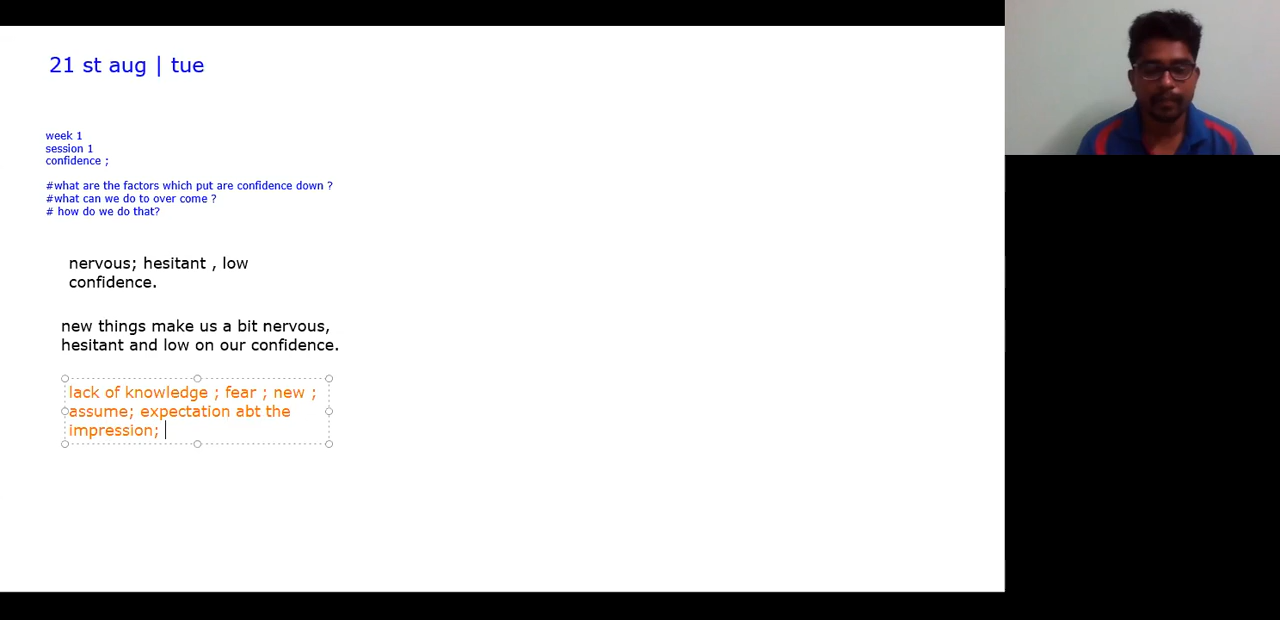 21 st aug | tue
week 1
session 1
confidence ;
#what are the factors which put are confidence down ?
#what can we do to over come ?
# how do we do that?
nervous; hesitant , low
confidence.
new things make us a bit nervous,
hesitant and low on our confidence.
lack of knowledge ; fear ; new ;
assume; expectation abt the
impression;